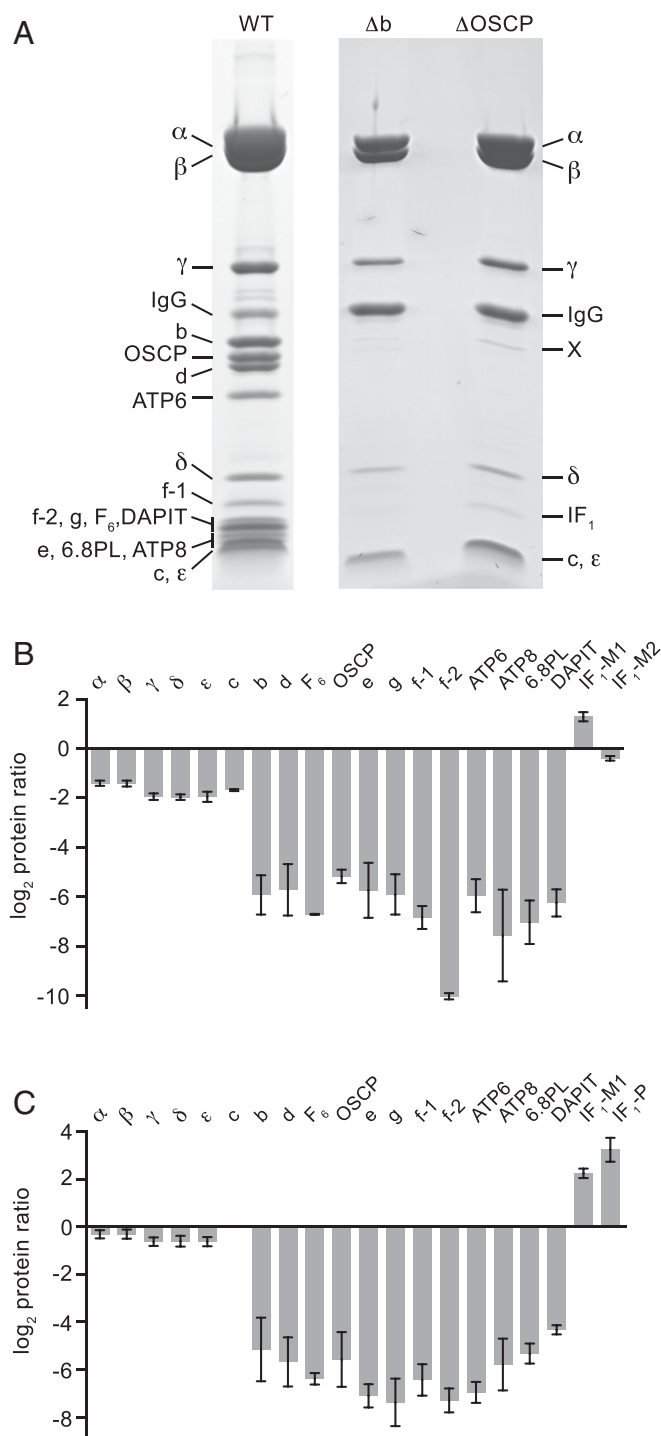 A
WT Δb ΔOSCP
α
β
γ
IgG
b
OSCP
d
ATP6
δ
f-1
f-2, g, F₆,DAPIT
e, 6.8PL, ATP8
c, ε
α
β
γ
IgG
X
δ
IF₁
c, ε
B
α β γ δ ε c b d F₆ OSCP e g f-1 f-2 ATP6 ATP8 6.8PL DAPIT IF₁-M1 IF₁-M2
log₂ protein ratio
2
0
-2
-4
-6
-8
-10
C
α β γ δ ε c b d F₆ OSCP e g f-1 f-2 ATP6 ATP8 6.8PL DAPIT IF₁-M1 IF₁-P
log₂ protein ratio
4
2
0
-2
-4
-6
-8